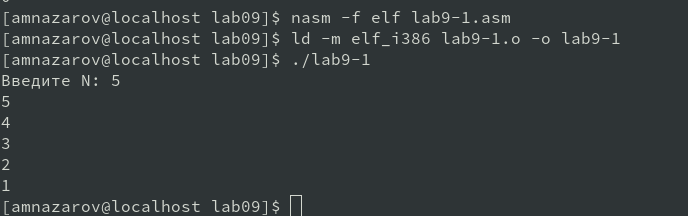 [amnazarov@localhost lab09]$ nasm -f elf lab9-1.asm
[amnazarov@localhost lab09]$ ld -m elf_i386 lab9-1.o -o lab9-1
[amnazarov@localhost lab09]$ ./lab9-1
Введите N: 5
5
4
3
2
1
[amnazarov@localhost lab09]$